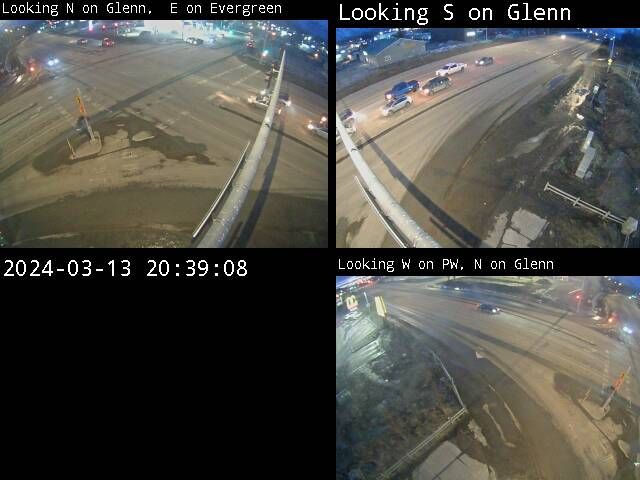 Looking N on Glenn, E on Evergreen
Looking S on Glenn
2024-03-13 20:39:08
Looking W on PW, N on Glenn